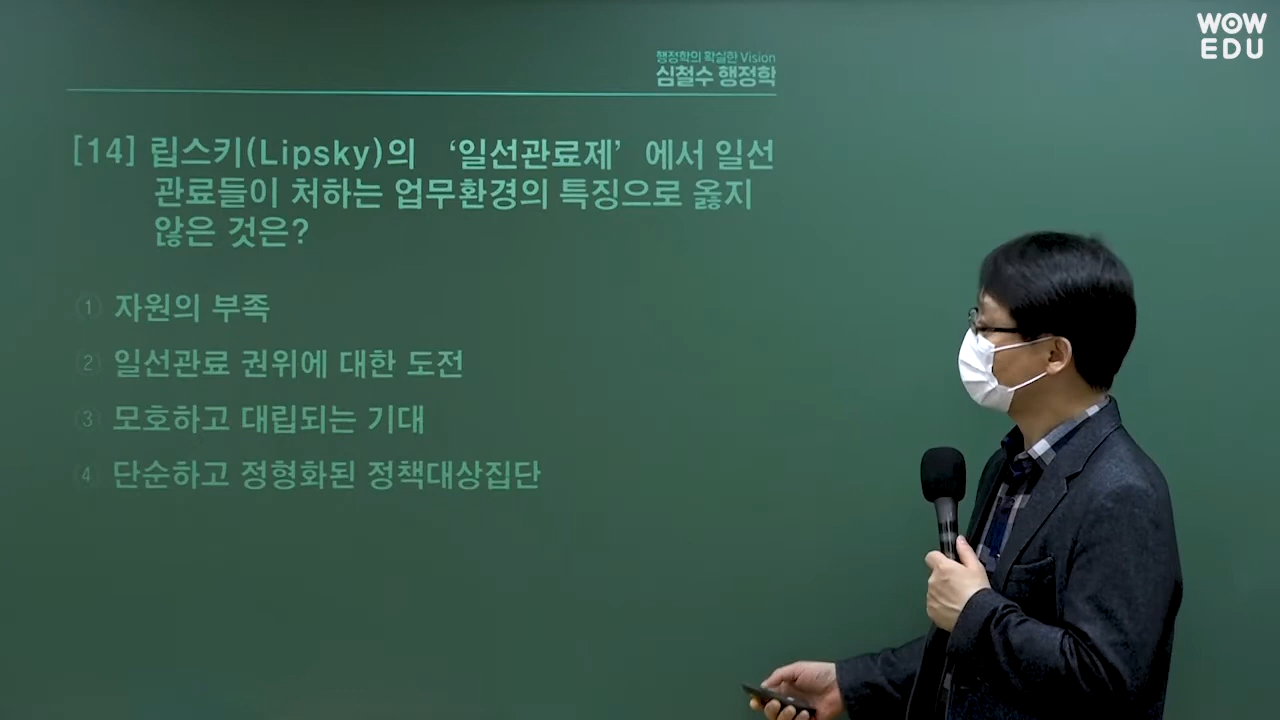 WOW
EDU
행정학의 확실한 Vision
심철수 행정학
[14] 립스키(Lipsky)의 ‘일선관료제’ 에서 일선
관료들이 처하는 업무환경의 특징으로 옳지
않은 것은?
① 자원의 부족
② 일선관료 권위에 대한 도전
③ 모호하고 대립되는 기대
④ 단순하고 정형화된 정책대상집단